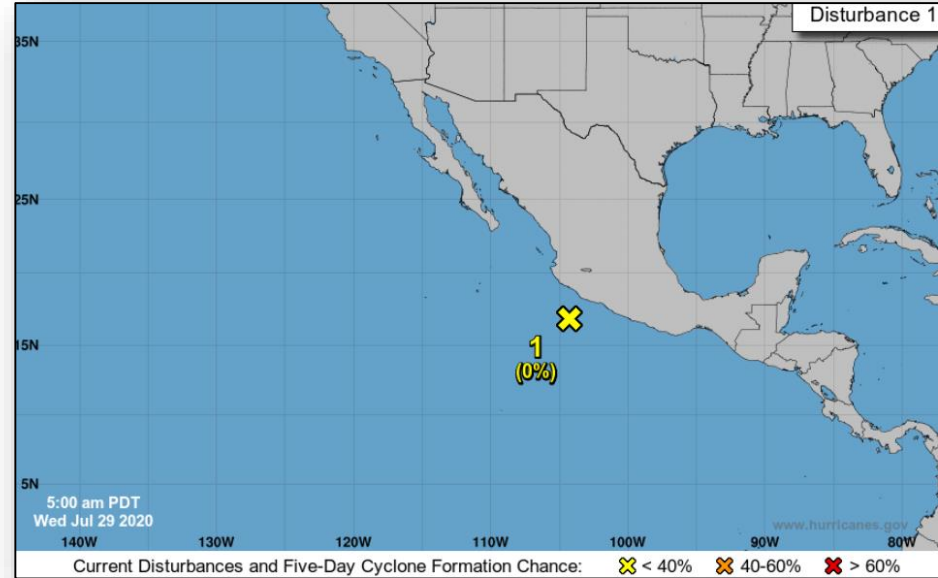 Disturbance 1
35N
25N
1
(0%)
15N
5N
5:00 am PDT
Wed Jul 29 2020
www.hurricanes.gov
140W 130W 120W 110W 100W 90W 80W
Current Disturbances and Five-Day Cyclone Formation Chance: < 40% 40-60% > 60%